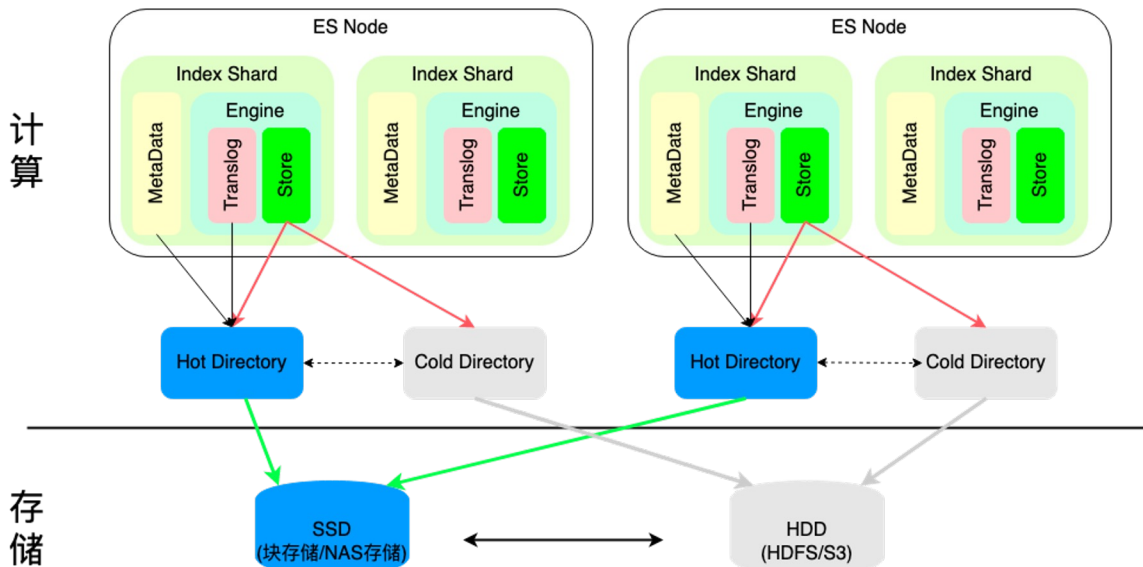 ES Node
ES Node
Index Shard
Index Shard
Index Shard
Index Shard
MetaData
Engine
Translog
Store
MetaData
Engine
Translog
Store
MetaData
Engine
Translog
Store
MetaData
Engine
Translog
Store
计
算
Hot Directory
Cold Directory
Hot Directory
Cold Directory
存
储
SSD
(块存储/NAS存储)
HDD
(HDFS/S3)